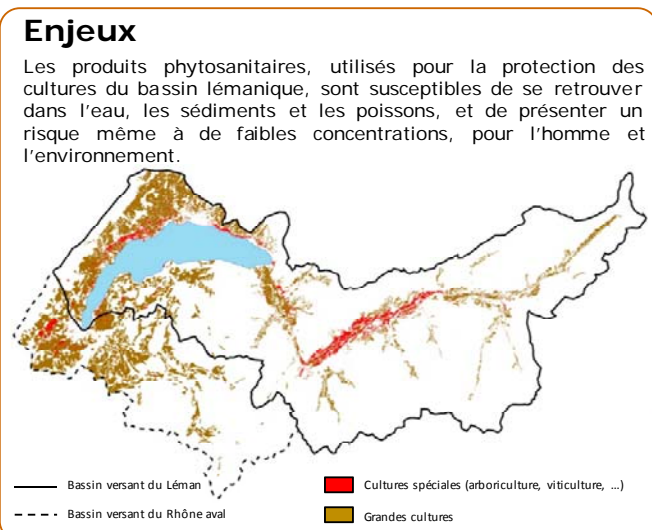 Enjeux
Les produits phytosanitaires, utilisés pour la protection des
cultures du bassin lémanique, sont susceptibles de se retrouver
dans l'eau, les sédiments et les poissons, et de présenter un
risque même à de faibles concentrations, pour l'homme et
l'environnement.
Bassin versant du Léman
Cultures spéciales (arboriculture, viticulture, ...)
Bassin versant du Rhône aval
Grandes cultures